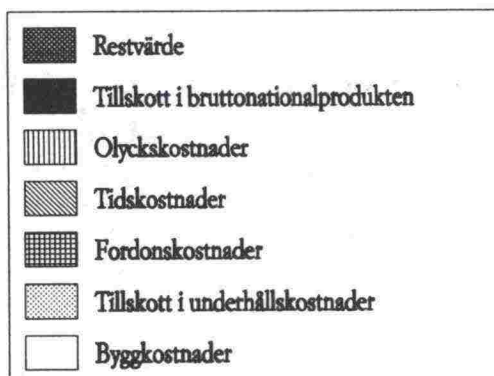 Restvärde
Tillskott i bruttonationalprodukten
Olyckskostnader
Tidskostnader
Fordonskostnader
Tillskott i underhållskostnader
Byggkostnader